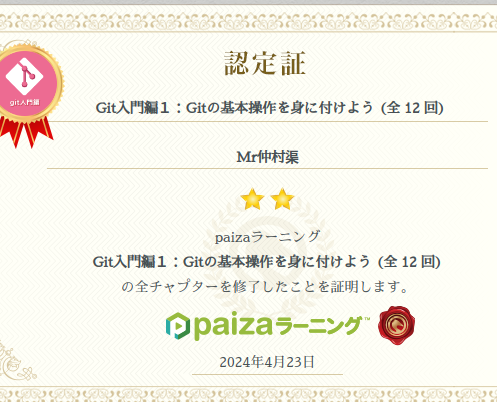 認定証
git入門編
Git入門編１：Gitの基本操作を身に付けよう (全 12 回)
Mr仲村渠
paizaラーニング
Git入門編１：Gitの基本操作を身に付けよう (全 12 回)
の全チャプターを修了したことを証明します。
paizaラーニング™
2024年4月23日